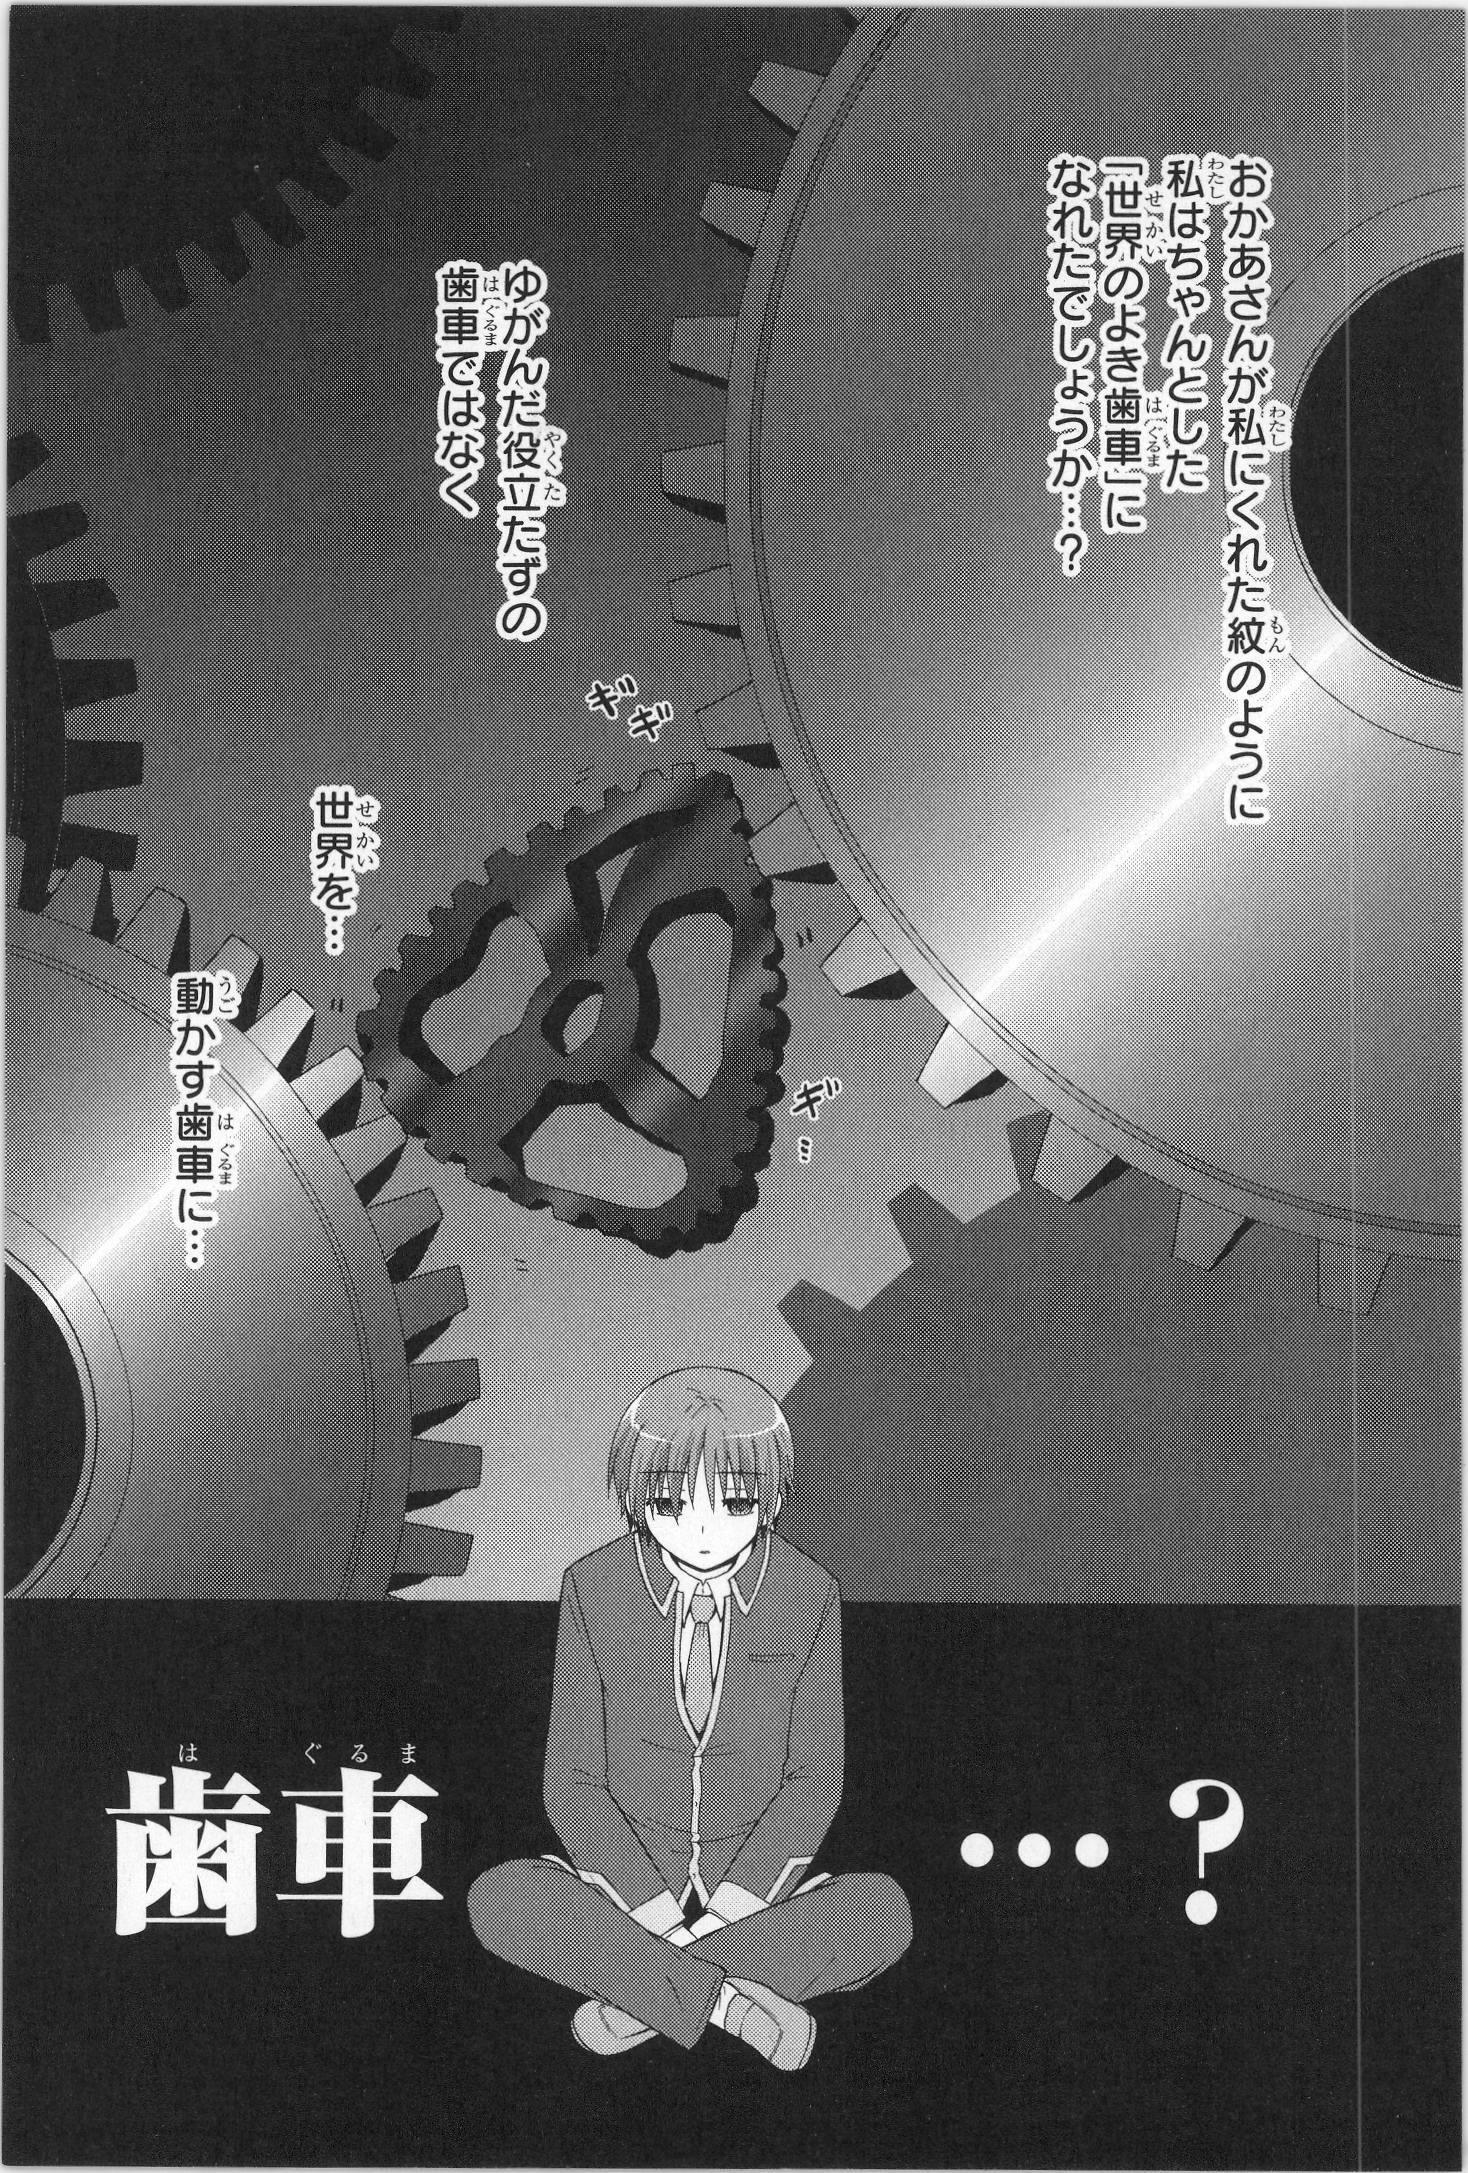 おかあさんが私にくれた紋のように
私はちゃんとした
「世界のよき歯車」に
なれたでしょうか…?
ゆがんだ役立たずの
歯車ではなく
ギギ
世界を…
ギ…
動かす歯車に…
歯車…?